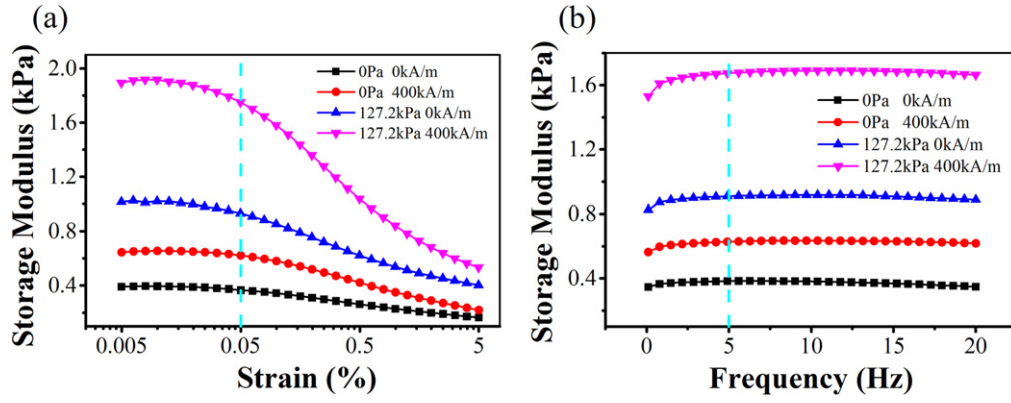 (a)
Storage Modulus (kPa)
2.0
1.6
1.2
0.8
0.4
0Pa 0kA/m
0Pa 400kA/m
127.2kPa 0kA/m
127.2kPa 400kA/m
0.005
0.05
0.5
5
Strain (%)
(b)
Storage Modulus (kPa)
1.6
1.2
0.8
0.4
0Pa 0kA/m
0Pa 400kA/m
127.2kPa 0kA/m
127.2kPa 400kA/m
0
5
10
15
20
Frequency (Hz)